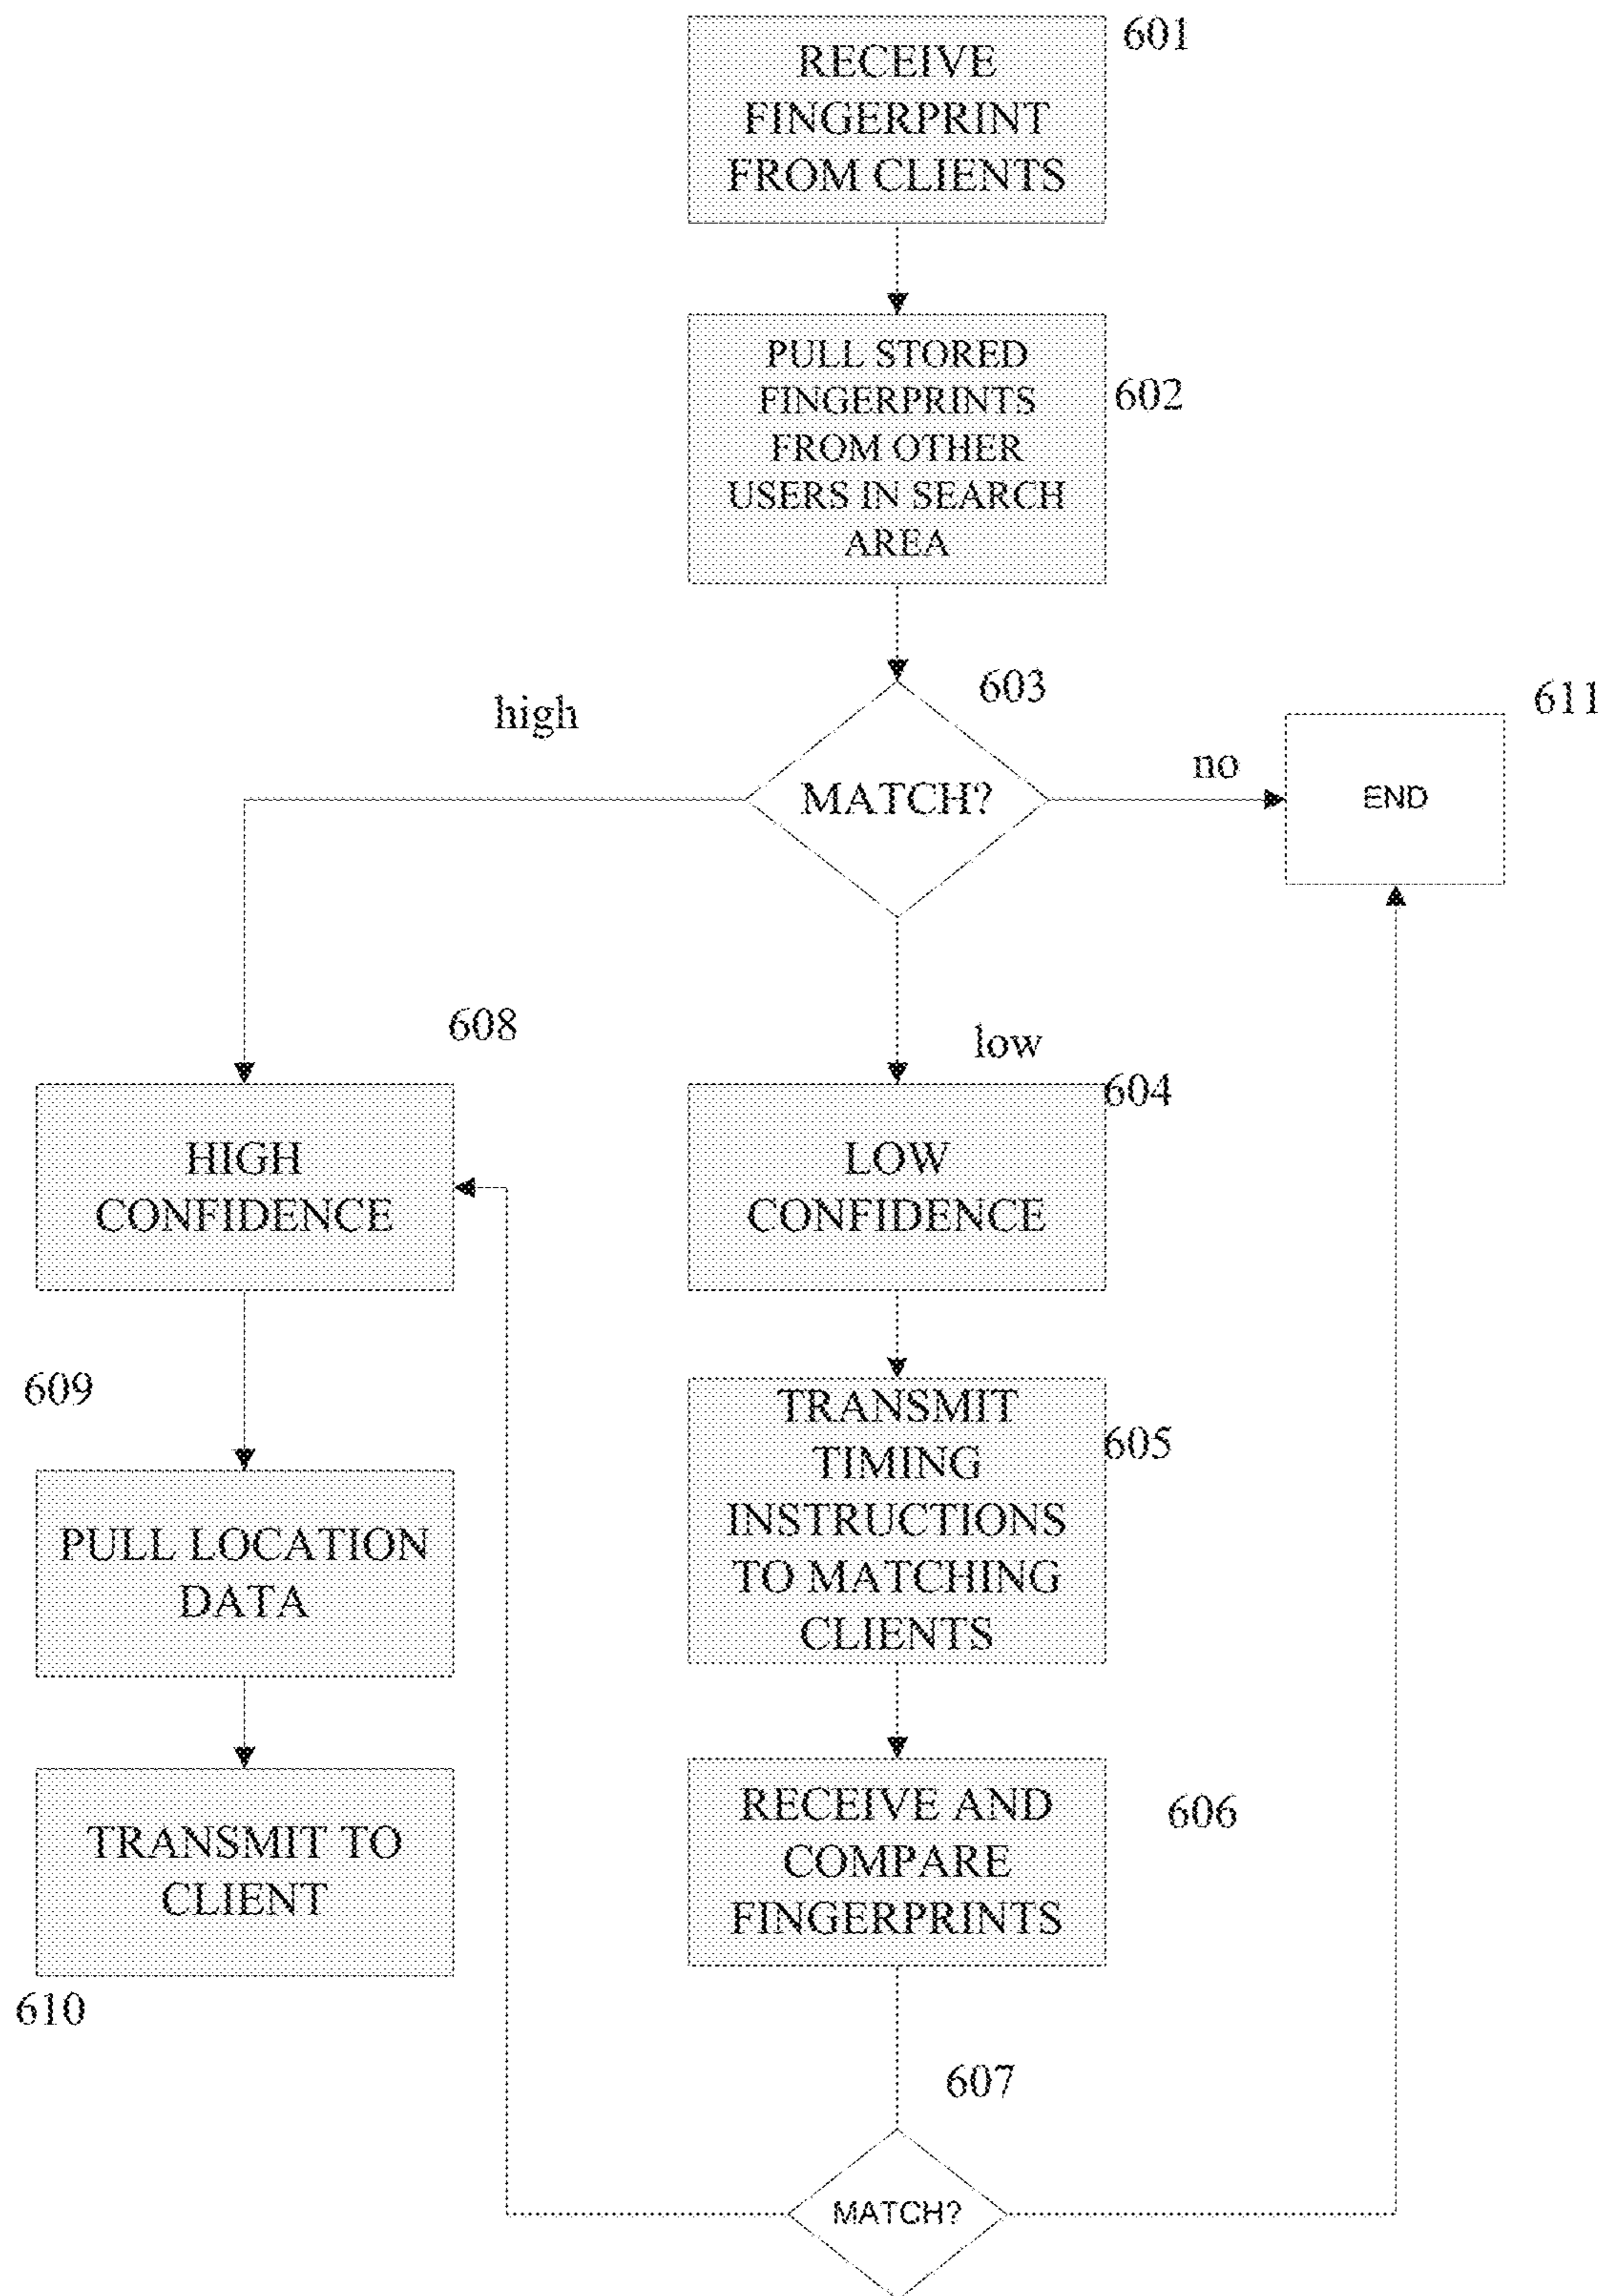 601
RECEIVE
FINGERPRINT
FROM CLIENTS
PULL STORED
FINGERPRINTS
FROM OTHER
USERS IN SEARCH
AREA
602
603
high
MATCH?
no
611
END
608
low
604
HIGH
CONFIDENCE
LOW
CONFIDENCE
609
TRANSMIT
TIMING
INSTRUCTIONS
TO MATCHING
CLIENTS
605
PULL LOCATION
DATA
TRANSMIT TO
CLIENT
610
RECEIVE AND
COMPARE
FINGERPRINTS
606
607
MATCH?